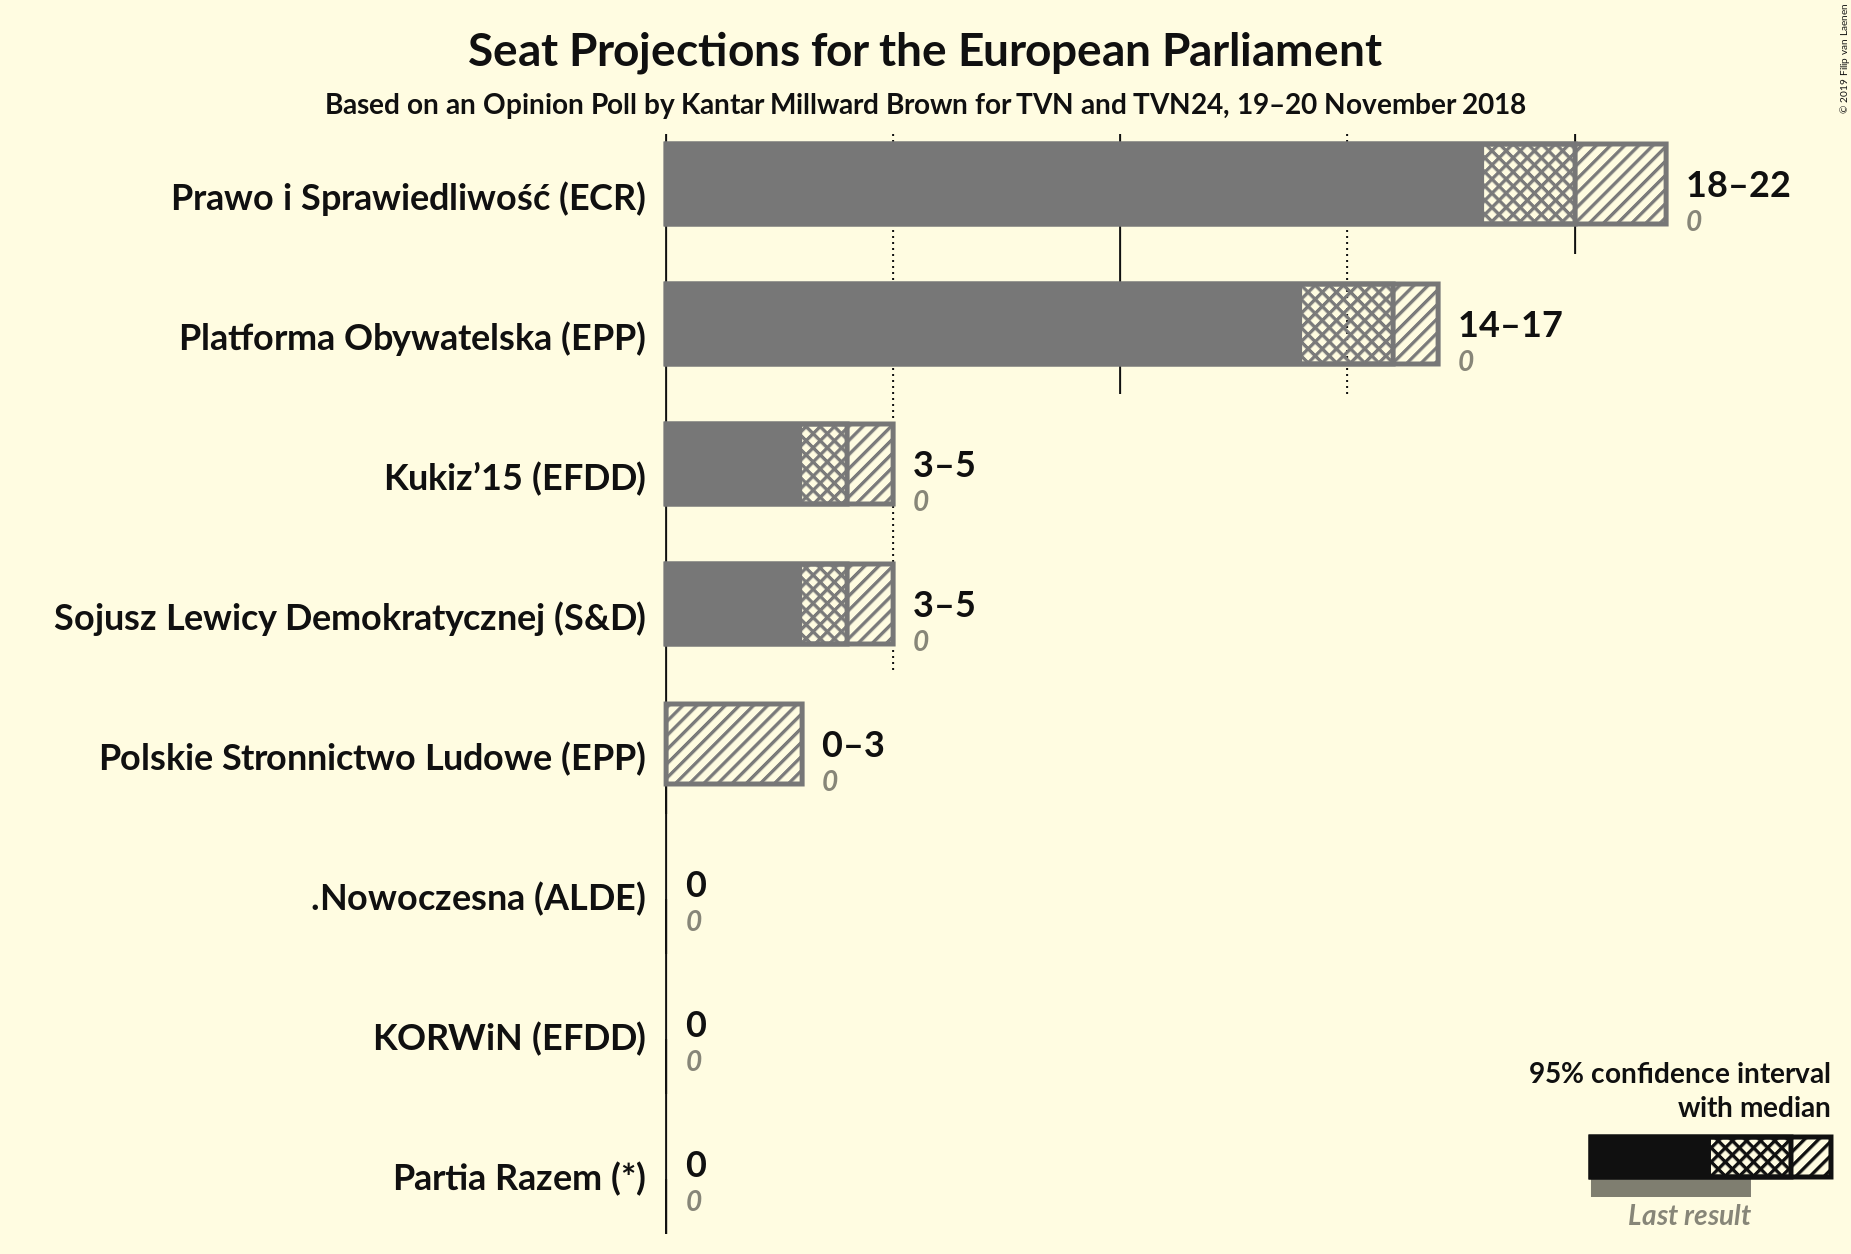 Seat Projections for the European Parliament
Based on an Opinion Poll by Kantar Millward Brown for TVN and TVN24, 19–20 November 2018
© 2019 Filip van Laenen
Prawo i Sprawiedliwość (ECR)
18–22
0
Platforma Obywatelska (EPP)
14–17
0
Kukiz’15 (EFDD)
3–5
0
Sojusz Lewicy Demokratycznej (S&D)
3–5
0
Polskie Stronnictwo Ludowe (EPP)
0–3
0
.Nowoczesna (ALDE)
0
0
KORWiN (EFDD)
0
0
Partia Razem (*)
0
0
95% confidence interval
with median
Last result